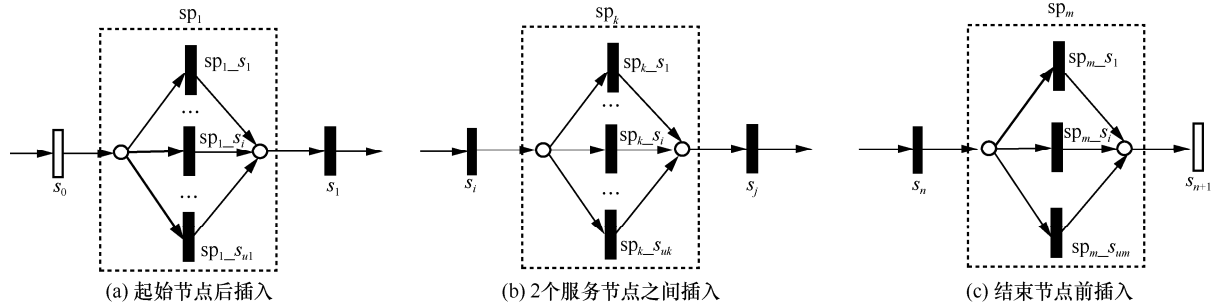 sp1
sp1_s1
...
sp1_si
...
sp1_su1
s0
s1
(a) 起始节点后插入
spk
spk_s1
...
spk_si
...
spk_suk
si
sj
(b) 2个服务节点之间插入
spm
spm_s1
...
spm_si
...
spm_sum
sn
sn+1
(c) 结束节点前插入